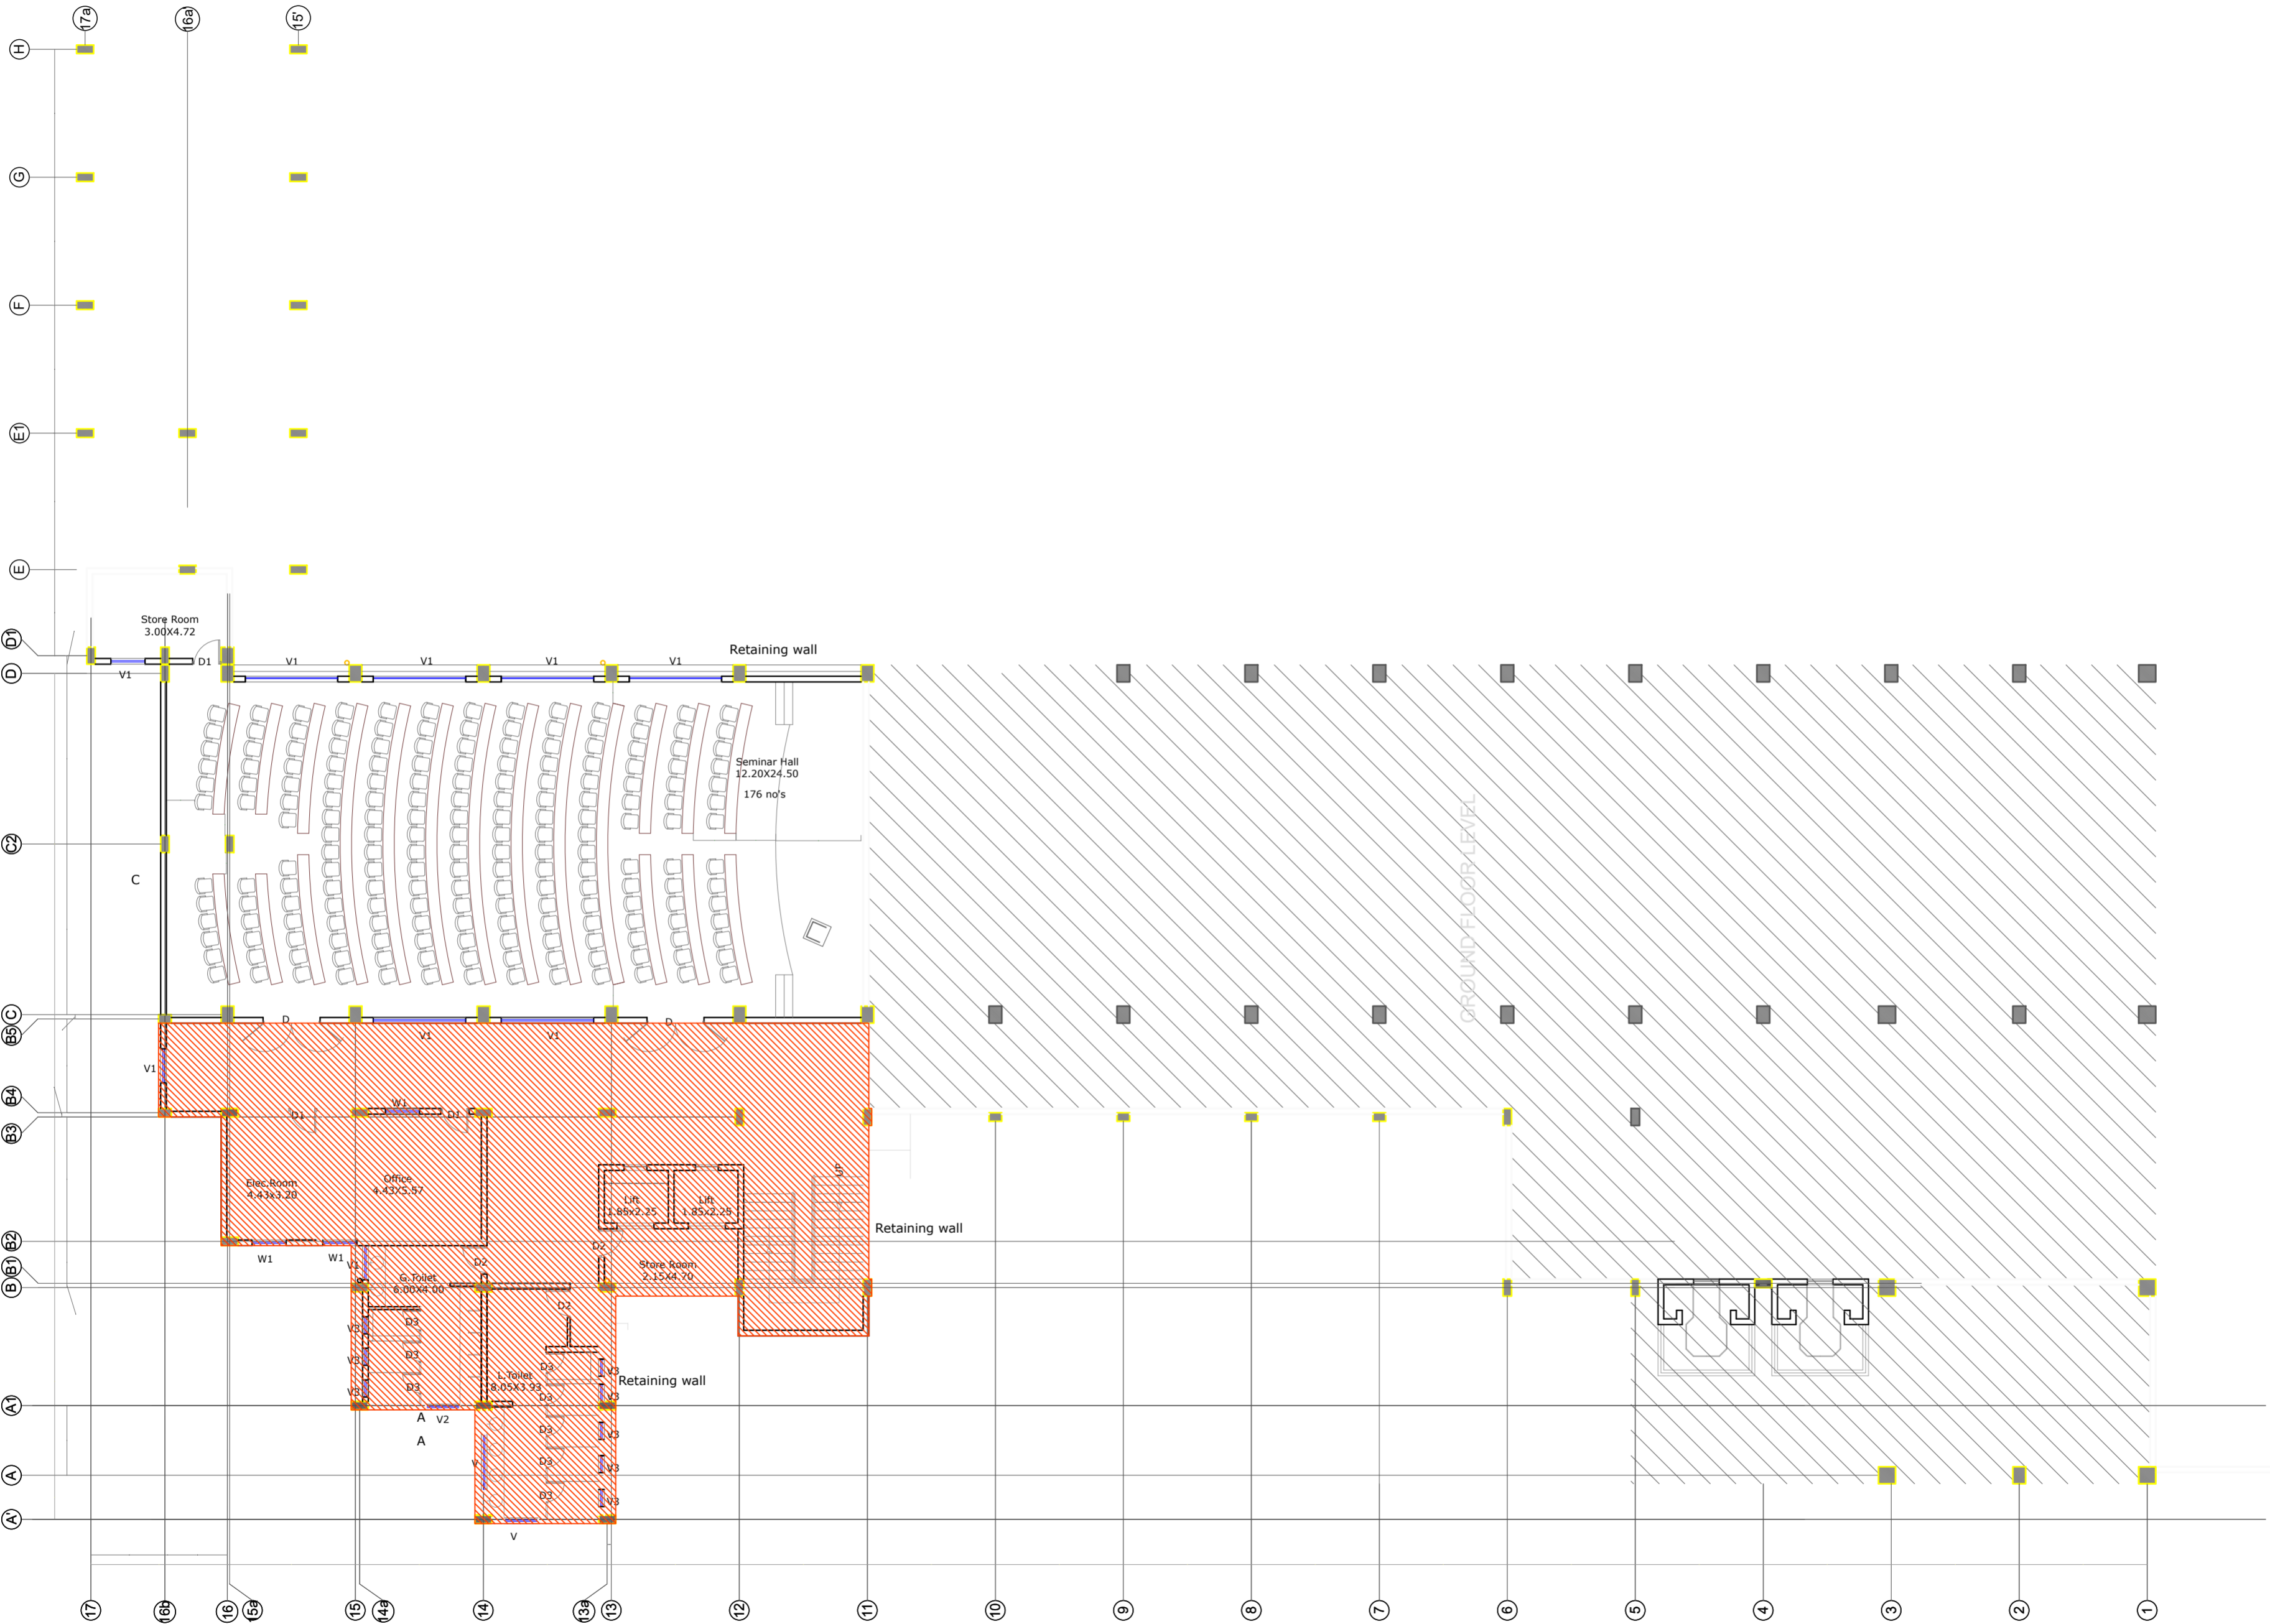 17a
16a
15'
H
G
F
E1
E
Store Room
3.00X4.72
D1
D1
V1
V1
V1
V1
Retaining wall
D
V1
Seminar Hall
12.20X24.50
176 no's
GROUND FLOOR LEVEL
C2
C
C
D
D
B5
V1
V1
V1
B4
W1
D1
D1
B3
UP
Elec.Room
4.43x3.20
Office
4.43X5.57
Lift
1.85x2.25
Lift
1.85x2.25
Retaining wall
B2
W1
W1
D2
V1
D2
Store Room
2.15X4.70
B1
G.Toilet
6.00X4.00
B
D2
D3
V3
D3
V3
D3
V3
D3
V3
L.Toilet
8.05X3.93
Retaining wall
D3
V3
A1
A
V2
D3
V3
A
D3
V
V3
A
D3
V3
A'
V
17
16b
16
15a
15
14a
14
13a
13
12
11
10
9
8
7
6
5
4
3
2
1